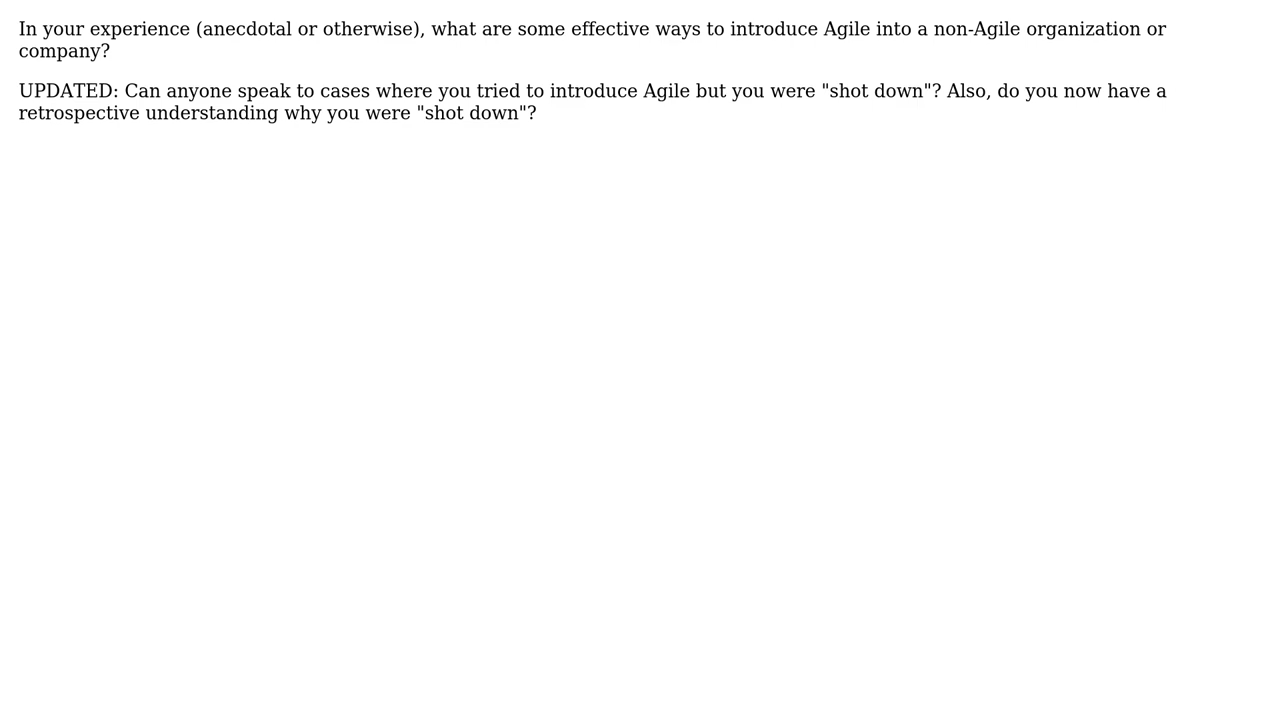 In your experience (anecdotal or otherwise), what are some effective ways to introduce Agile into a non-Agile organization or
company?
UPDATED: Can anyone speak to cases where you tried to introduce Agile but you were "shot down"? Also, do you now have a
retrospective understanding why you were "shot down"?